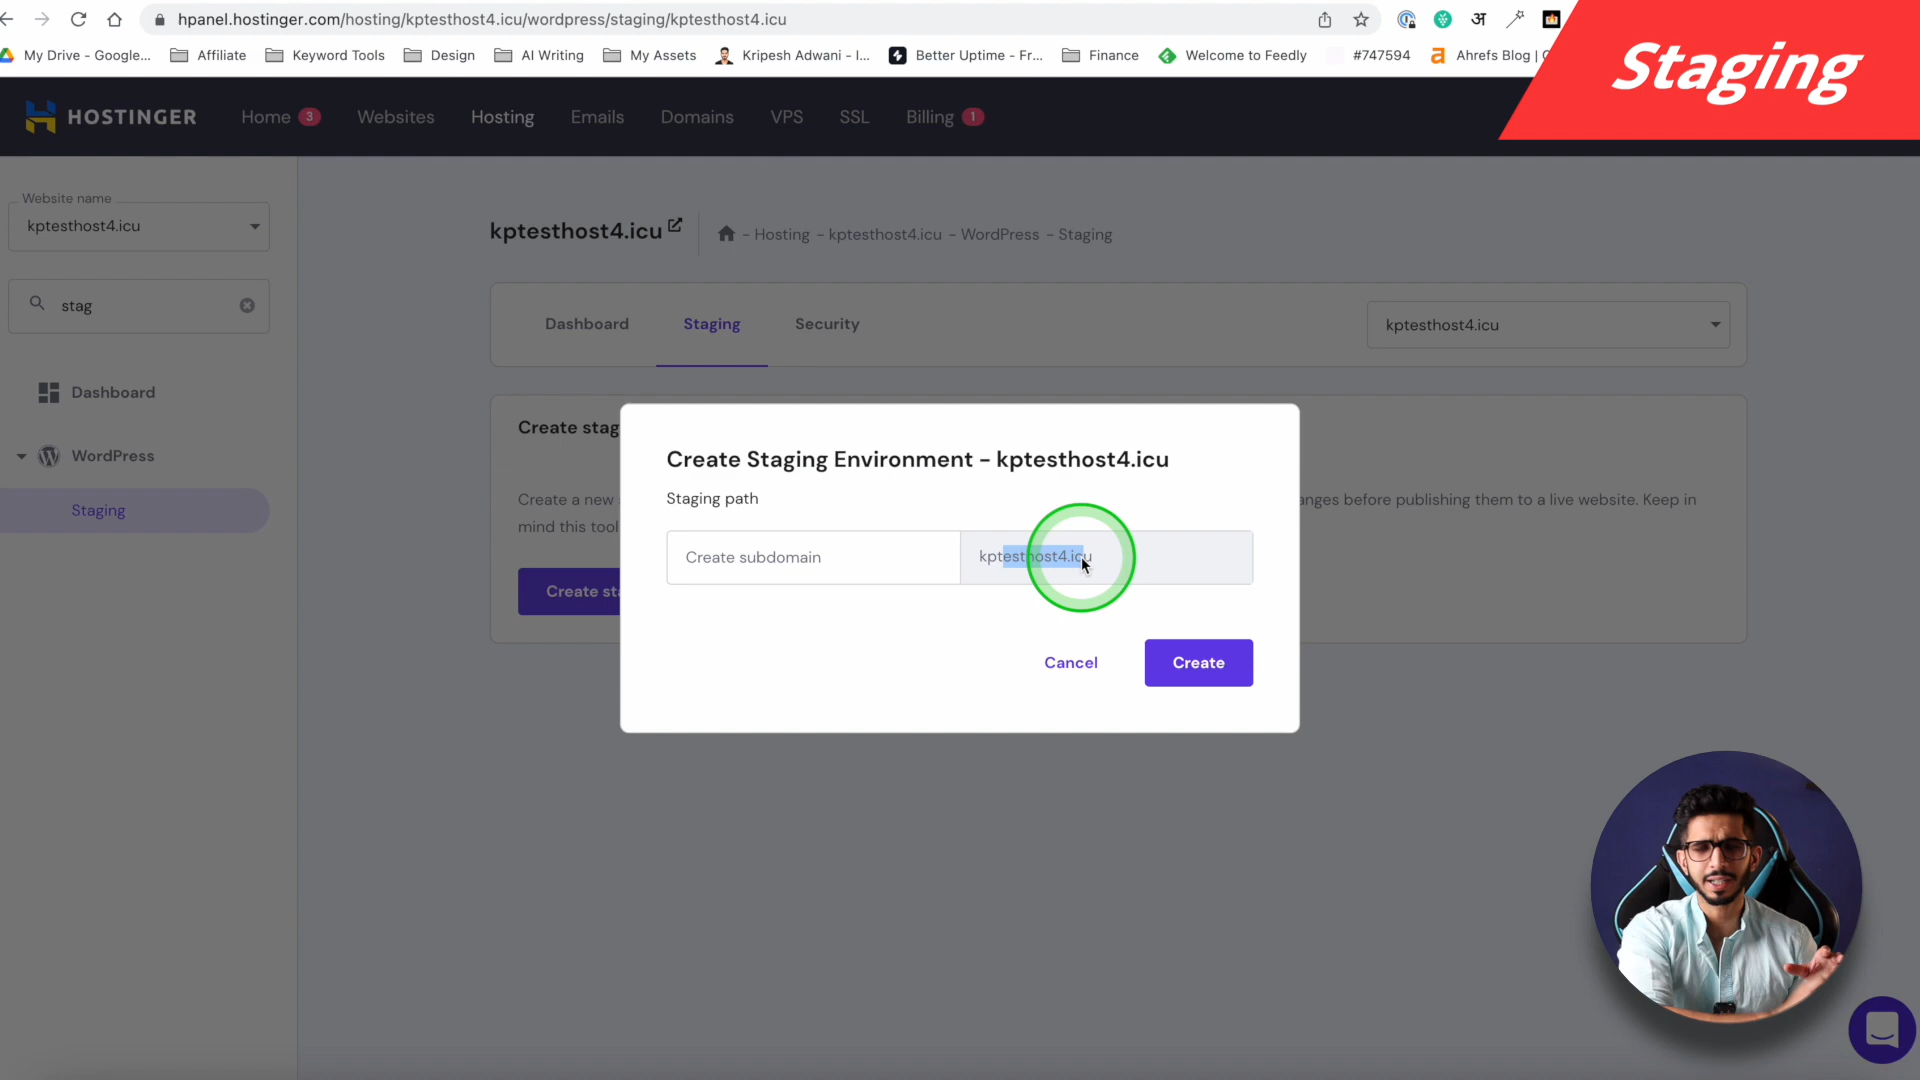 hpanel.hostinger.com/hosting/kptesthost4.icu/wordpress/staging/kptesthost4.icu
Staging
My Drive - Google... Affiliate Keyword Tools Design AI Writing My Assets Kripesh Adwani - I... Better Uptime - Fr... Finance Welcome to Feedly #747594 Ahrefs Blog |
HOSTINGER Home 3 Websites Hosting Emails Domains VPS SSL Billing 1
Website name
kptesthost4.icu
stag
Dashboard
WordPress
Staging
kptesthost4.icu - Hosting - kptesthost4.icu - WordPress - Staging
Dashboard Staging Security kptesthost4.icu
Create stag
Create a new anges before publishing them to a live website. Keep in
mind this tool
Create sta
Create Staging Environment - kptesthost4.icu
Staging path
Create subdomain kptesthost4.icu
Cancel Create